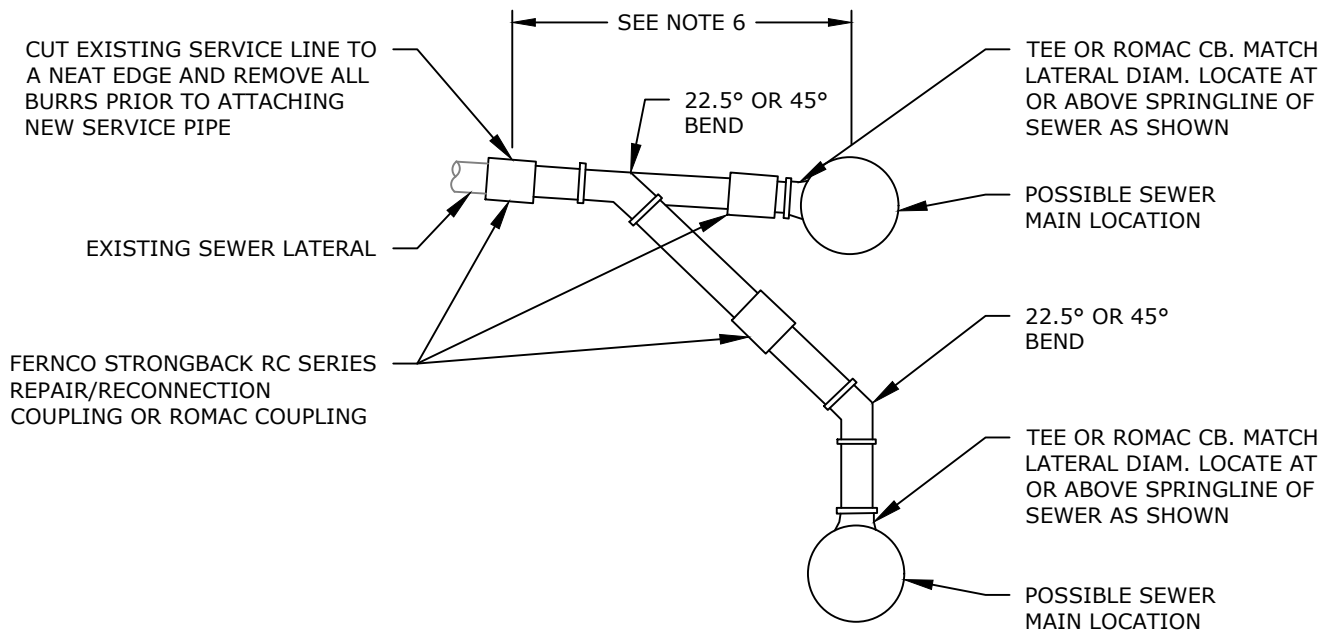 SEE NOTE 6
CUT EXISTING SERVICE LINE TO
A NEAT EDGE AND REMOVE ALL
BURRS PRIOR TO ATTACHING
NEW SERVICE PIPE
22.5° OR 45°
BEND
TEE OR ROMAC CB. MATCH
LATERAL DIAM. LOCATE AT
OR ABOVE SPRINGLINE OF
SEWER AS SHOWN
POSSIBLE SEWER
MAIN LOCATION
EXISTING SEWER LATERAL
22.5° OR 45°
BEND
FERNCO STRONGBACK RC SERIES
REPAIR/RECONNECTION
COUPLING OR ROMAC COUPLING
TEE OR ROMAC CB. MATCH
LATERAL DIAM. LOCATE AT
OR ABOVE SPRINGLINE OF
SEWER AS SHOWN
POSSIBLE SEWER
MAIN LOCATION